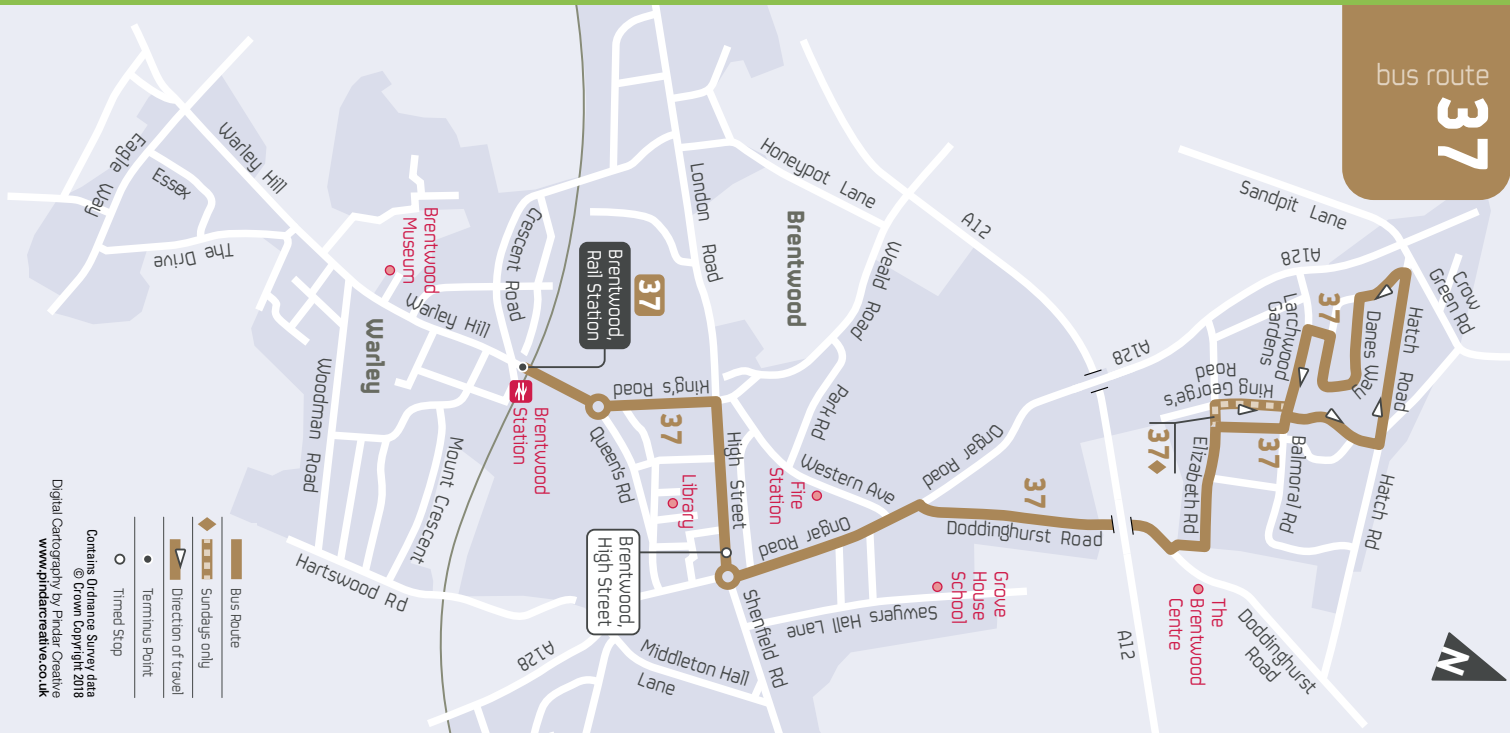 bus route
37
Sandpit Lane
A128
Crow
Green Rd
Hatch Road
Danes Way
37
Larchwood
Gardens
King George's
Road
37
Balmoral Rd
Hatch Rd
37
Elizabeth Rd
A128
A12
Honeypot Lane
Weald Road
Brentwood
London Road
Park Rd
Ongar Road
37
Doddinghurst Road
Western Ave
Fire
Station
Ongar Road
The
Brentwood
Centre
Doddinghurst
Road
A12
Grove
House
School
Sawyers Hall Lane
Shenfield Rd
Middleton Hall
Lane
A128
Brentwood,
High Street
High Street
Library
37
King's Road
Queen's Rd
37
Brentwood,
Rail Station
Brentwood
Station
Crescent Road
Warley Hill
Brentwood
Museum
Warley
Warley Hill
Essex
Eagle Way
The Drive
Woodman Road
Mount Crescent
Hartswood Rd
N
Bus Route
Sundays only
Direction of travel
Terminus Point
Timed Stop
Contains Ordnance Survey data
© Crown Copyright 2018
Digital Cartography by Pindar Creative
www.pindarcreative.co.uk